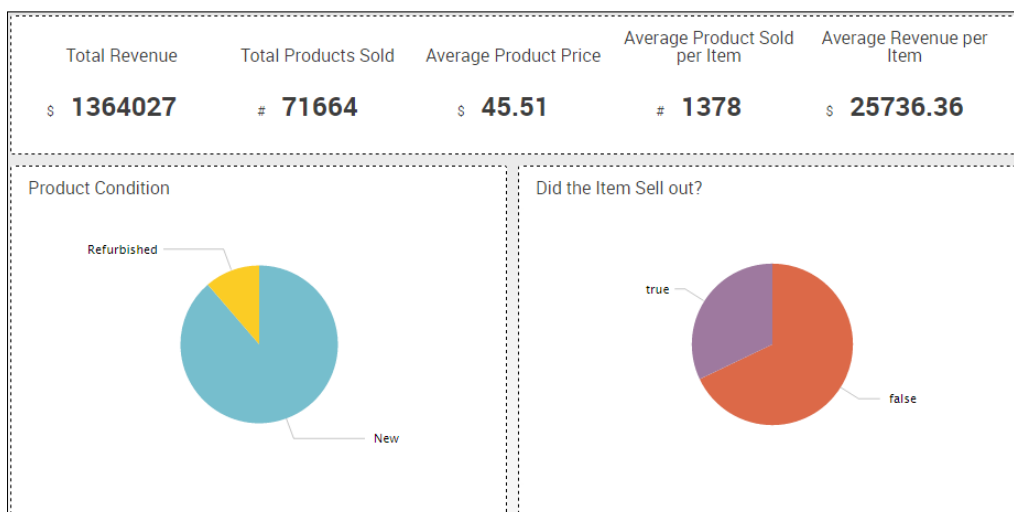 Total Revenue
$ 1364027
Total Products Sold
# 71664
Average Product Price
$ 45.51
Average Product Sold
per Item
# 1378
Average Revenue per
Item
$ 25736.36
Product Condition
Refurbished
New
Did the Item Sell out?
true
false